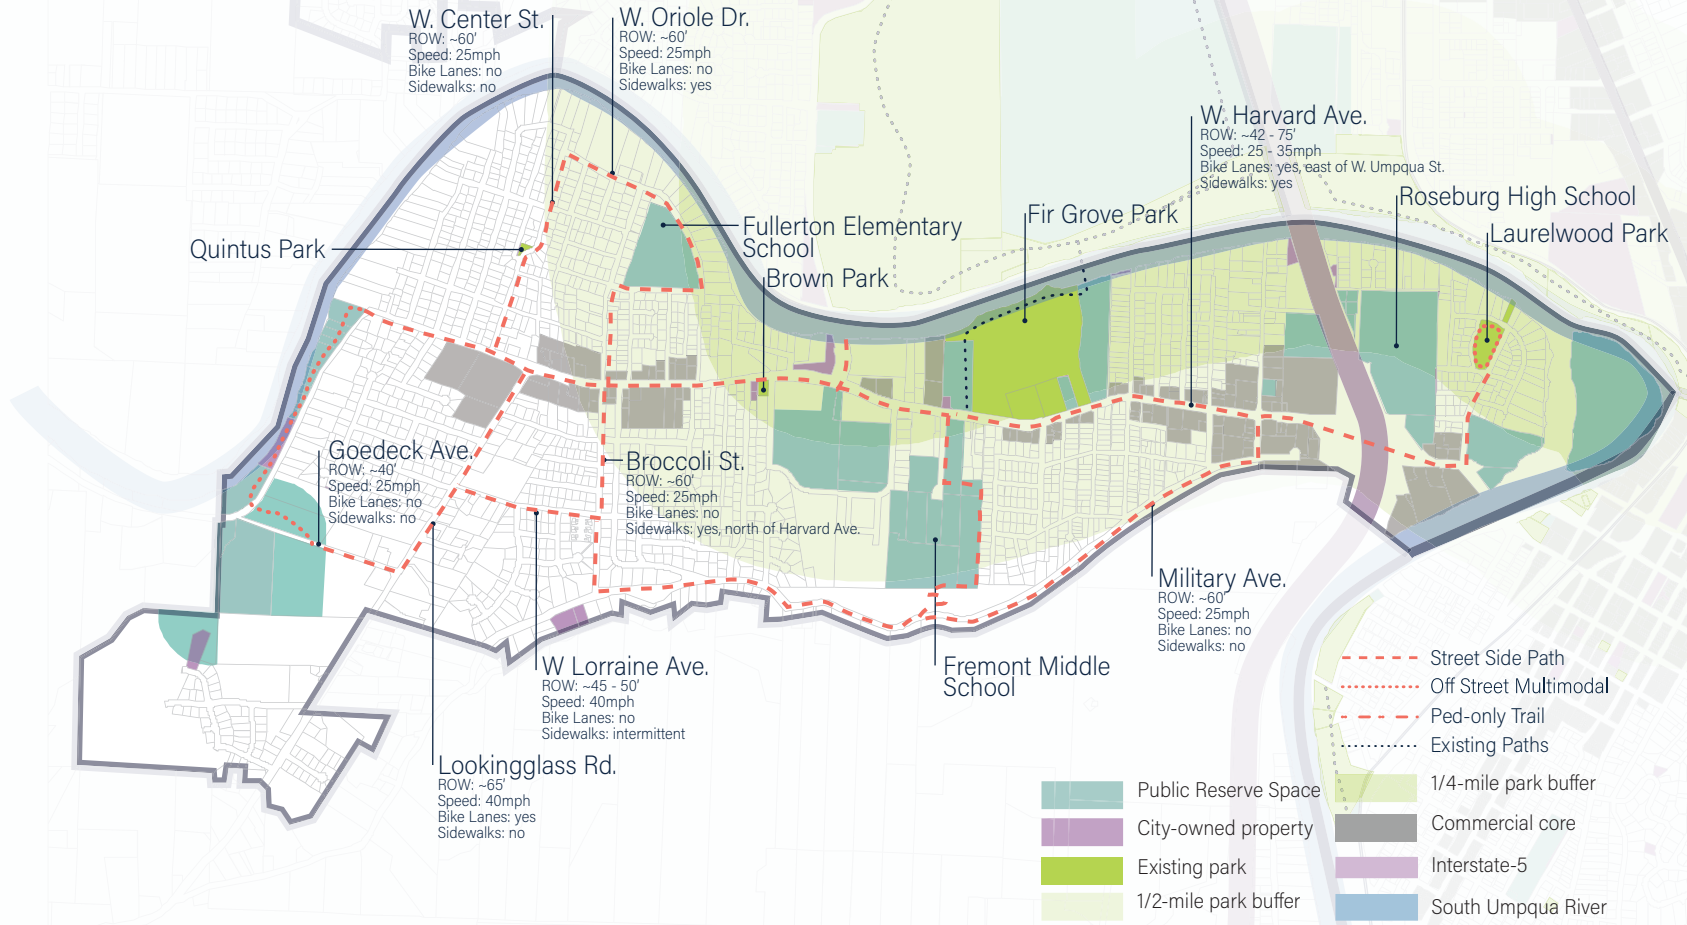 W. Center St.
ROW: ~60'
Speed: 25mph
Bike Lanes: no
Sidewalks: no
W. Oriole Dr.
ROW: ~60'
Speed: 25mph
Bike Lanes: no
Sidewalks: yes
W. Harvard Ave.
ROW: ~42 - 75'
Speed: 25 - 35mph
Bike Lanes: yes, east of W. Umpqua St.
Sidewalks: yes
Roseburg High School
Laurelwood Park
Fir Grove Park
Fullerton Elementary
School
Quintus Park
Brown Park
Goedeck Ave.
ROW: ~40'
Speed: 25mph
Bike Lanes: no
Sidewalks: no
Broccoli St.
ROW: ~60'
Speed: 25mph
Bike Lanes: no
Sidewalks: yes, north of Harvard Ave.
Military Ave.
ROW: ~60'
Speed: 25mph
Bike Lanes: no
Sidewalks: no
W Lorraine Ave.
ROW: ~45 - 50'
Speed: 40mph
Bike Lanes: no
Sidewalks: intermittent
Fremont Middle
School
Lookingglass Rd.
ROW: ~65'
Speed: 40mph
Bike Lanes: yes
Sidewalks: no
Street Side Path
Off Street Multimodal
Ped-only Trail
Existing Paths
Public Reserve Space
City-owned property
Existing park
1/2-mile park buffer
1/4-mile park buffer
Commercial core
Interstate-5
South Umpqua River